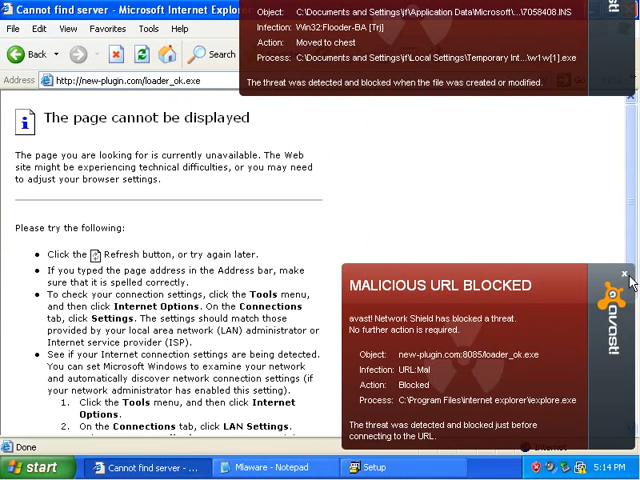 Cannot find server - Microsoft Internet
File Edit View Favorites Tools
Back Search
Address http://new-plugin.com/loader_ok.exe Go
Object: C:\Documents and Settings\jf\Application Data\Microsoft\...\7058408.INS
Infection: Win32:Flooder-BA [Trj]
Action: Moved to chest
Process: C:\Documents and Settings\jf\Local Settings\Temporary Int...\w1w[1].exe
The threat was detected and blocked when the file was created or modified.
The page cannot be displayed
The page you are looking for is currently unavailable. The Web
site might be experiencing technical difficulties, or you may need
to adjust your browser settings.
Please try the following:
Click the Refresh button, or try again later.
If you typed the page address in the Address bar, make
sure that it is spelled correctly.
To check your connection settings, click the Tools menu,
and then click Internet Options. On the Connections
tab, click Settings. The settings should match those
provided by your local area network (LAN) administrator or
Internet service provider (ISP).
See if your Internet connection settings are being detected.
You can set Microsoft Windows to examine your network
and automatically discover network connection settings (if
your network administrator has enabled this setting).
1. Click the Tools menu, and then click Internet
Options.
2. On the Connections tab, click LAN Settings.
MALICIOUS URL BLOCKED
avast! Network Shield has blocked a threat.
No further action is required.
Object: new-plugin.com:8085/loader_ok.exe
Infection: URL:Mal
Action: Blocked
Process: C:\Program Files\internet explorer\iexplore.exe
The threat was detected and blocked just before
connecting to the URL.
x
avast!
Done Internet
start Cannot find server - ... Mlaware - Notepad Setup 5:14 PM